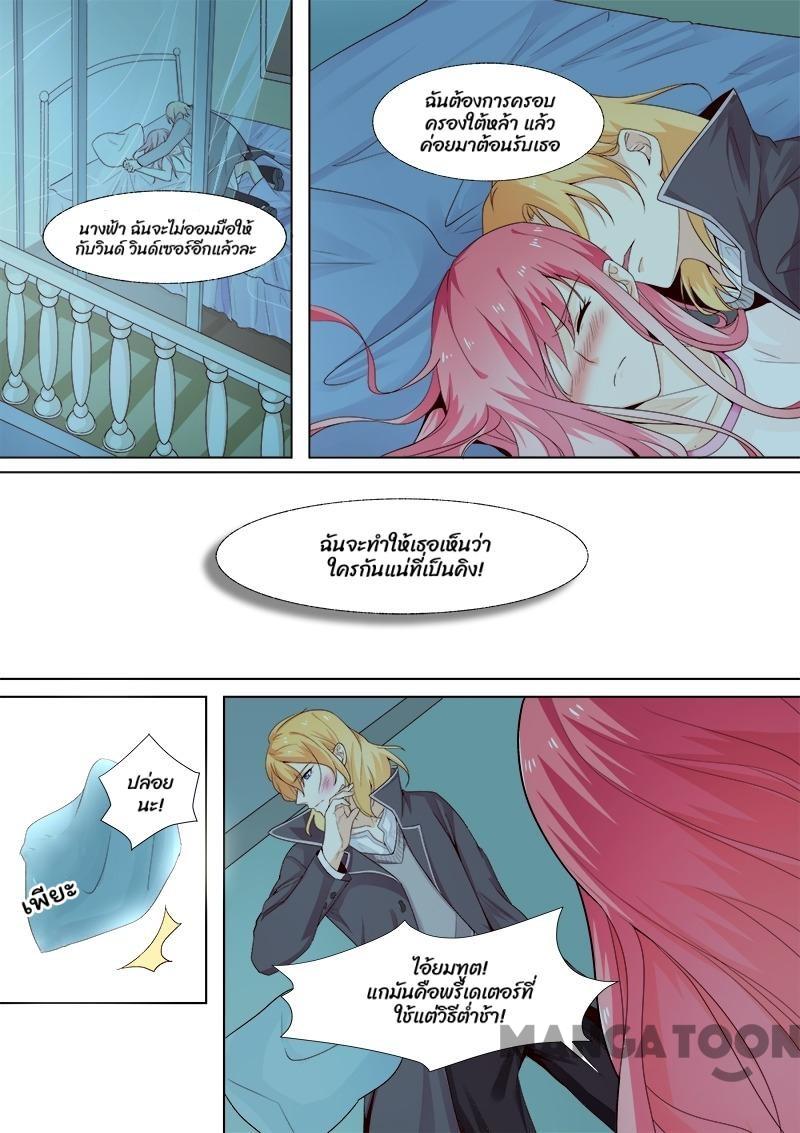 นางฟ้า ฉันจะไม่ออมมือให้
กับวินด์ วินด์เซอร์อีกแล้วละ
ฉันต้องการครอบ
ครองใต้หล้า แล้ว
ค่อยมาต้อนรับเธอ
ฉันจะทำให้เธอเห็นว่า
ใครกันแน่ที่เป็นคิง!
ปล่อย
นะ!
เพียะ
ไอ้ยมทูต!
แกมันคือพรีเดเตอร์ที่
ใช้แต่วิธีต่ำช้า!
MANGATOON